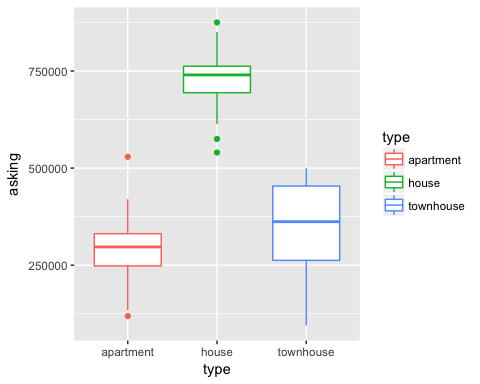 asking
750000
500000
250000
apartment house townhouse
type
type
apartment
house
townhouse